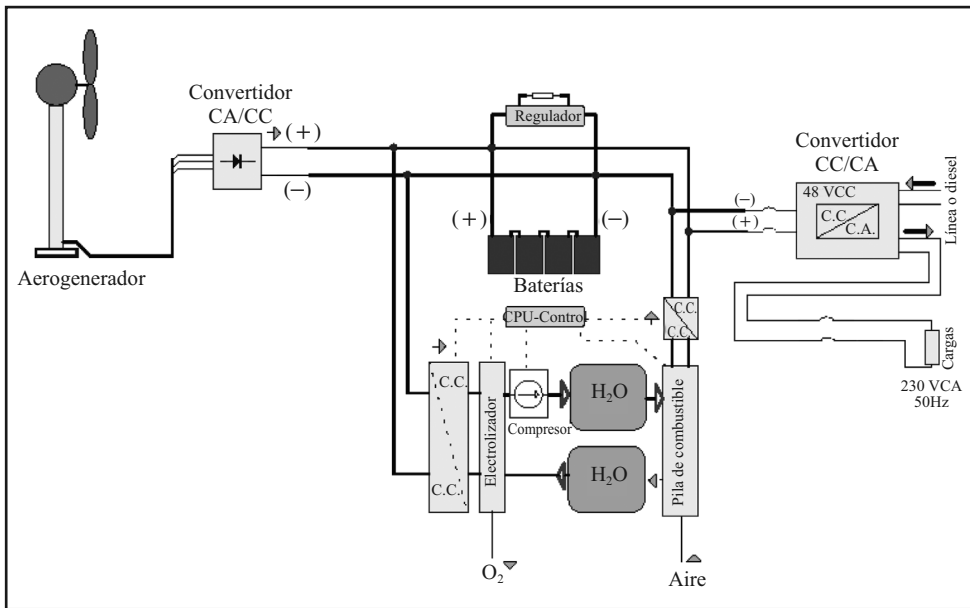 Convertidor
CA/CC
(+)
(−)
Aerogenerador
Regulador
(+)
(−)
Baterías
Convertidor
CC/CA
48 VCC
C.C
C.A.
(−)
(+)
Línea o diesel
Cargas
230 VCA
50Hz
C.C.
C.C.
CPU-Control
C.C.
C.C.
Electrolizador
Compresor
H₂O
H₂O
Pila de combustible
O₂
Aire